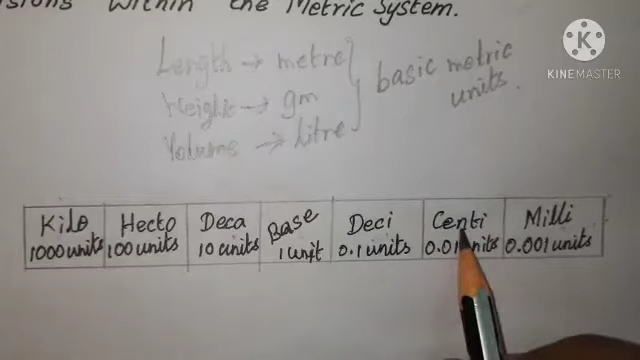 within the Metric System.
KINEMASTER
Length → metre
Weight → gm
Volume → Litre
basic metric
units.
Kilo Hecto Deca Base Deci Centi Milli
1000 units 100 units 10 units 1 unit 0.1 units 0.001 units